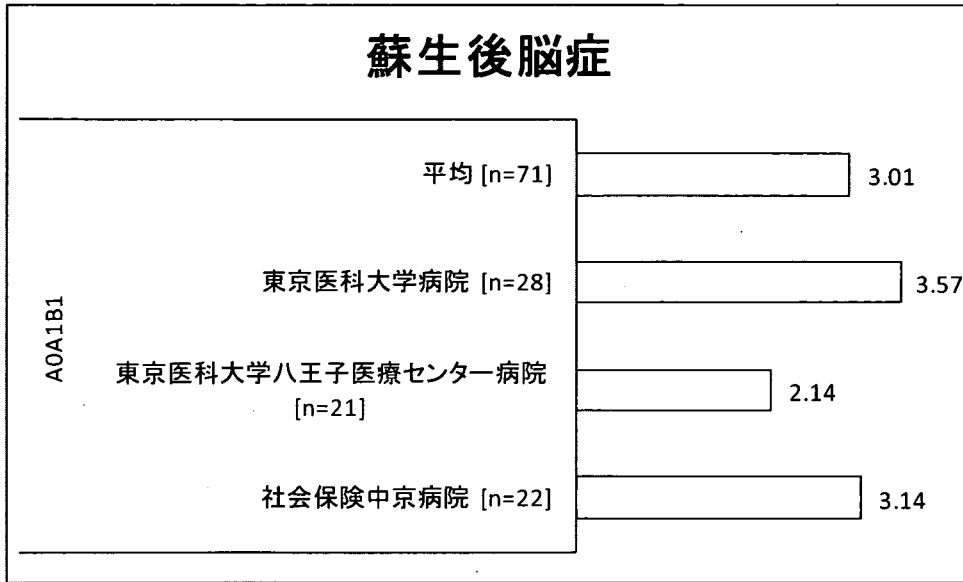 蘇生後脳症
A0A1B1
平均 [n=71]
3.01
東京医科大学病院 [n=28]
3.57
東京医科大学八王子医療センター病院
[n=21]
2.14
社会保険中京病院 [n=22]
3.14